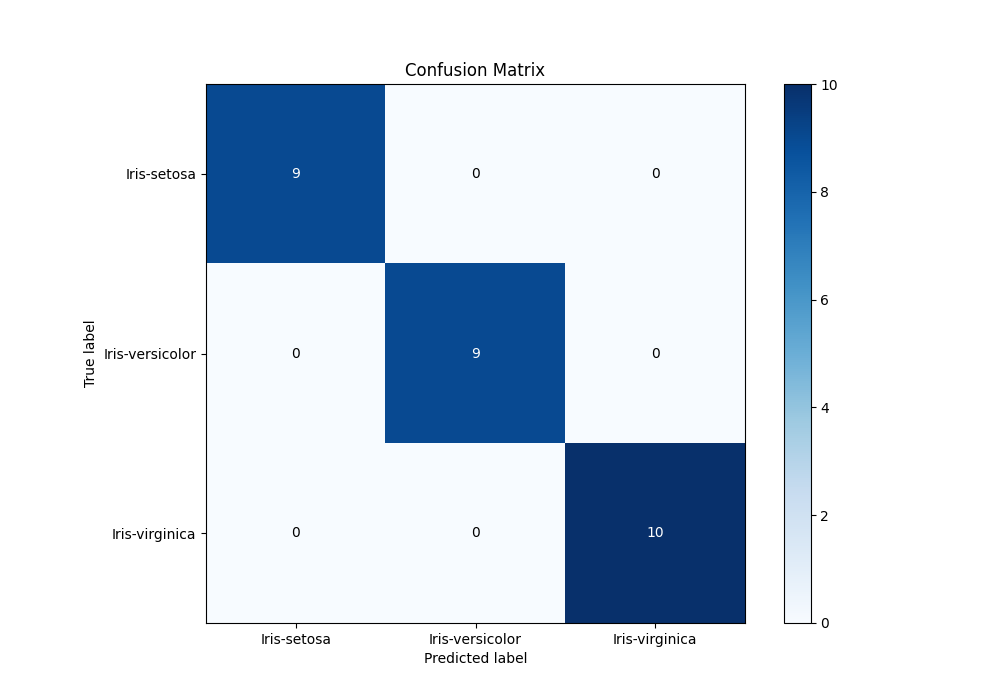 Confusion Matrix
10
Iris-setosa 9 0 0
8
6
True label
Iris-versicolor 0 9 0
4
Iris-virginica 0 0 10
2
0
Iris-setosa Iris-versicolor Iris-virginica
Predicted label